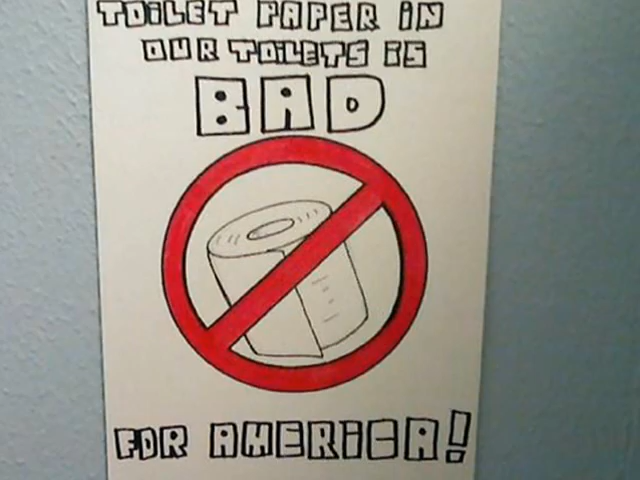 TOILET PAPER IN
OUR TOILETS IS
BAD
FOR AMERICA!